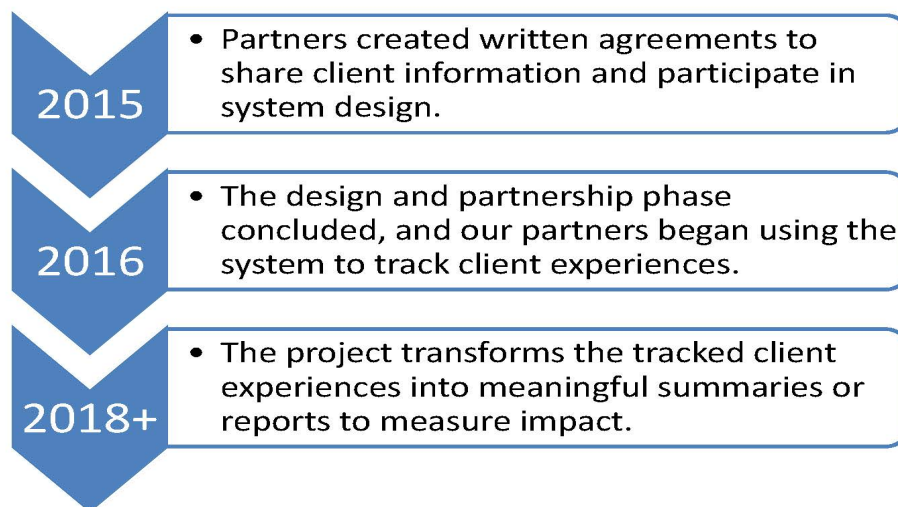 2015
• Partners created written agreements to
share client information and participate in
system design.
2016
• The design and partnership phase
concluded, and our partners began using the
system to track client experiences.
2018+
• The project transforms the tracked client
experiences into meaningful summaries or
reports to measure impact.